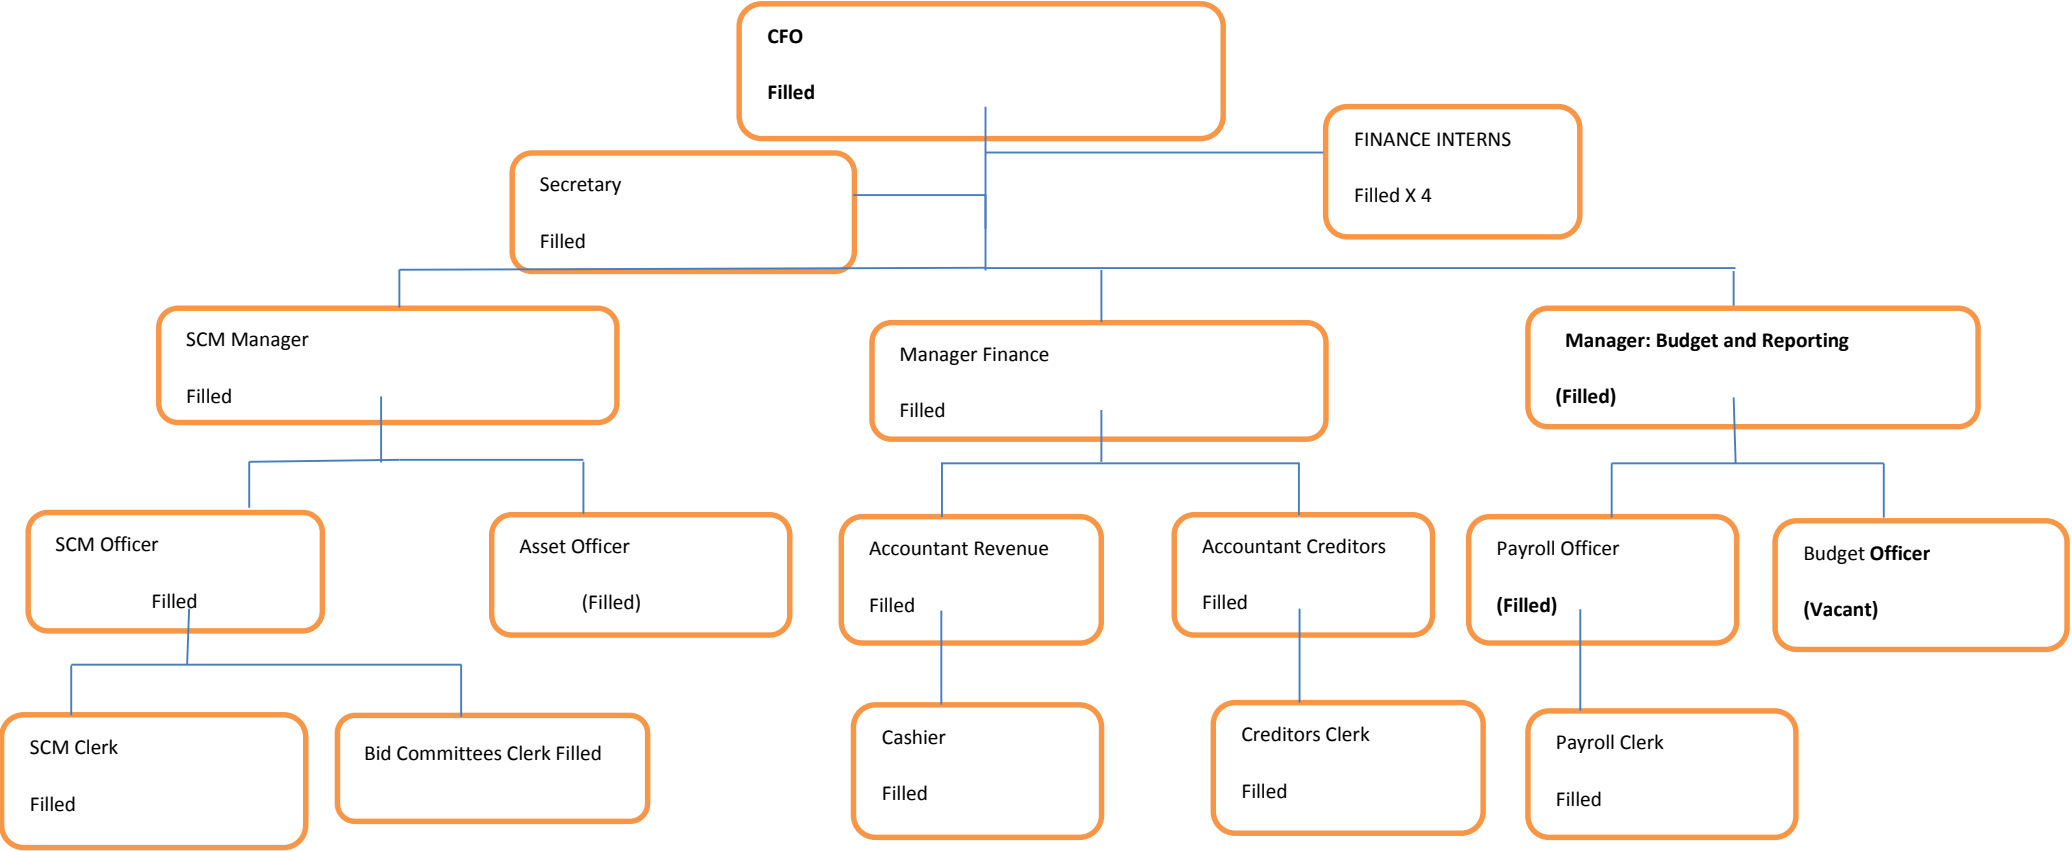 CFO
Filled
FINANCE INTERNS
Filled X 4
Secretary
Filled
SCM Manager
Filled
Manager Finance
Filled
Manager: Budget and Reporting
(Filled)
SCM Officer
Filled
Asset Officer
(Filled)
Accountant Revenue
Filled
Accountant Creditors
Filled
Payroll Officer
(Filled)
Budget Officer
(Vacant)
SCM Clerk
Filled
Bid Committees Clerk Filled
Cashier
Filled
Creditors Clerk
Filled
Payroll Clerk
Filled